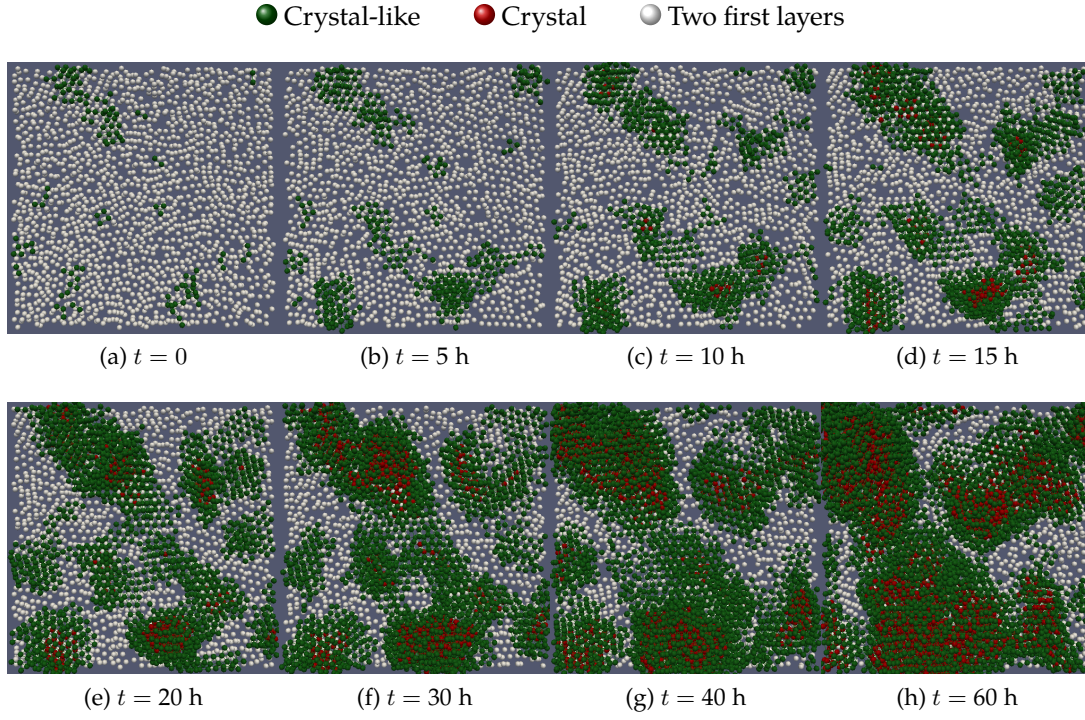 Crystal-like Crystal Two first layers
(a) t = 0 (b) t = 5 h (c) t = 10 h (d) t = 15 h
(e) t = 20 h (f) t = 30 h (g) t = 40 h (h) t = 60 h